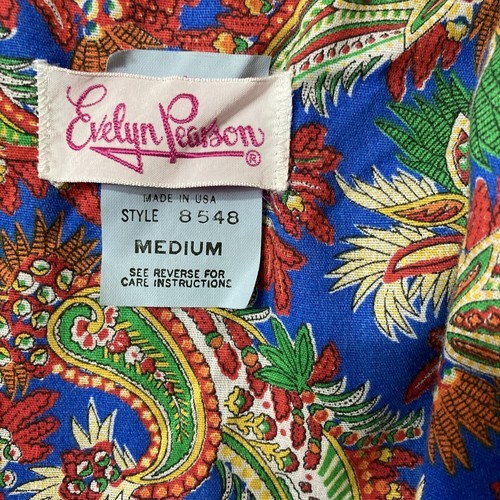 Evelyn Pearson ®
MADE IN USA
STYLE 8548
MEDIUM
SEE REVERSE FOR
CARE INSTRUCTIONS